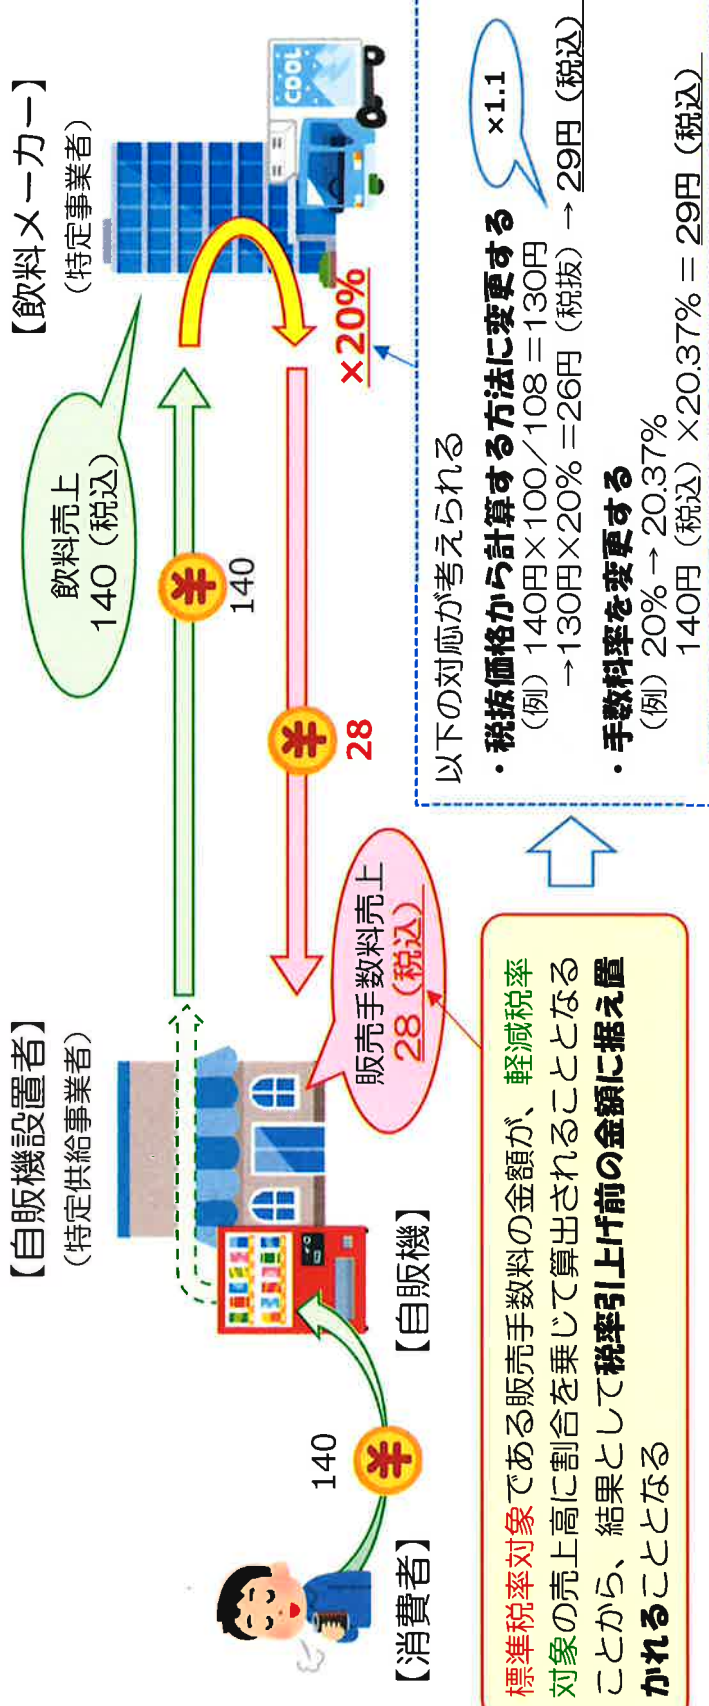 【飲料メーカー】
（特定事業者）
COOL
飲料売上
140（税込）
¥
140
×20%
¥
28
【自販機設置者】
（特定供給事業者）
販売手数料売上
28（税込）
【自販機】
140
¥
【消費者】
標準税率対象である販売手数料の金額が、軽減税率
対象の売上高に割合を乗じて算出されることとなる
ことから、結果として税率引上げ前の金額に据え置
かれることとなる
以下の対応が考えられる
・税抜価格から計算する方法に変更する
（例）140円×100/108＝130円
→130円×20%＝26円（税抜）→ 29円（税込）
×1.1
・手数料率を変更する
（例）20%→20.37%
140円（税込）×20.37%＝29円（税込）